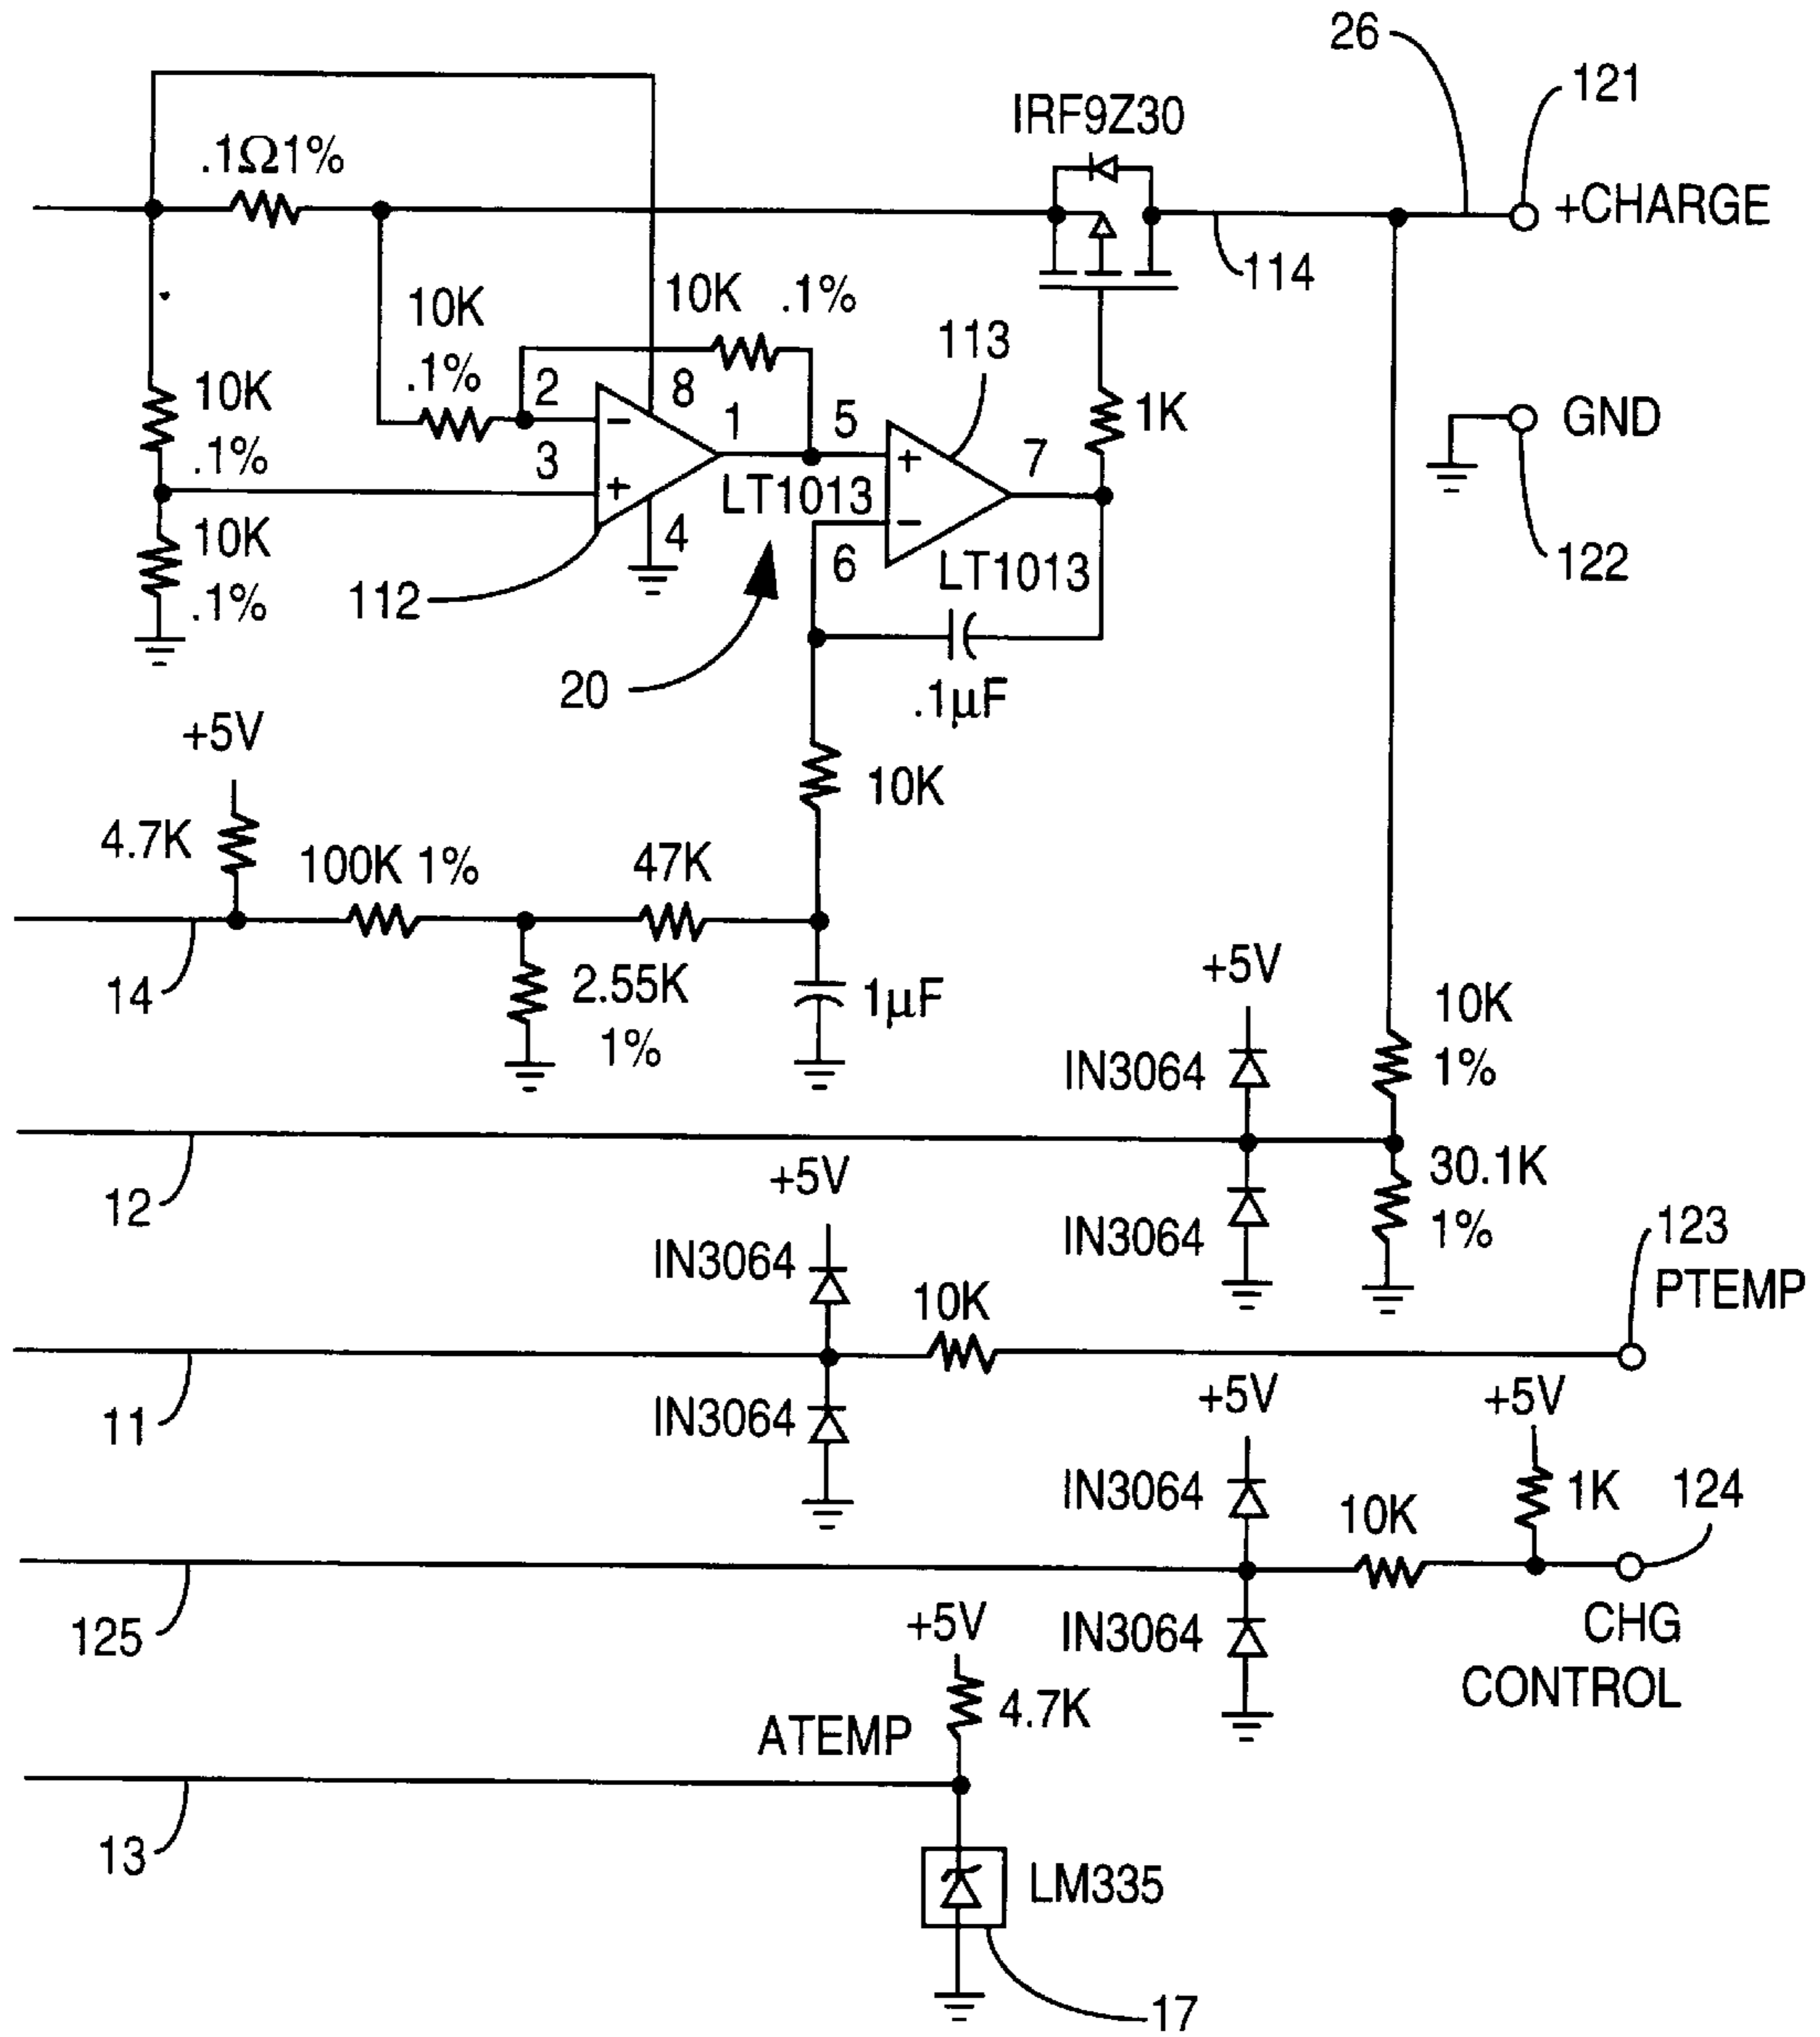 26
121
IRF9Z30
.1Ω1%
+CHARGE
114
10K
.1%
10K .1%
113
2
8
1
5
10K
.1%
3
1K
GND
7
LT1013
10K
.1%
4
6
LT1013
122
112
20
.1µF
+5V
10K
4.7K
100K 1%
47K
14
2.55K
1%
1µF
+5V
10K
1%
IN3064
12
+5V
30.1K
1%
IN3064
123
PTEMP
IN3064
10K
11
IN3064
+5V
+5V
IN3064
10K
1K
124
125
+5V
IN3064
CHG
CONTROL
4.7K
ATEMP
13
LM335
17